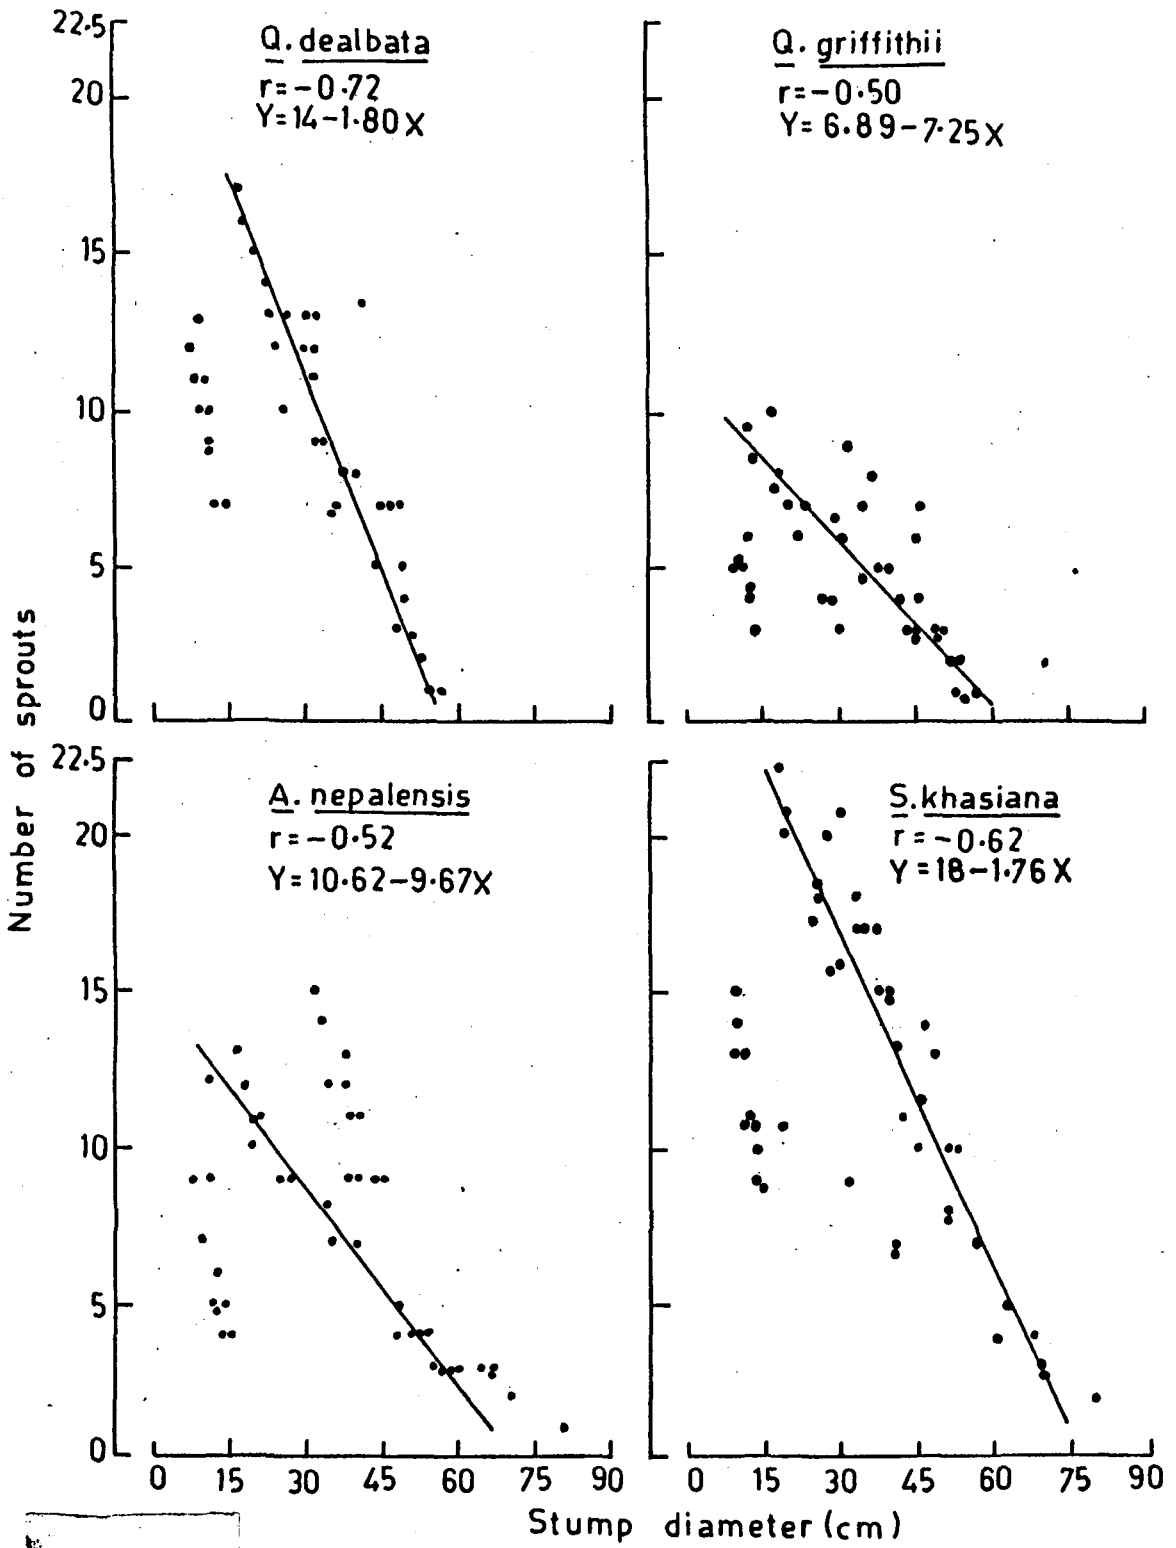 22.5
20
15
10
5
0
Q. dealbata
r=-0.72
Y=14-1.80X
Q. griffithii
r=-0.50
Y= 6.89-7.25X
Number of sprouts
22.5
20
15
10
5
0
A. nepalensis
r=-0.52
Y=10.62-9.67X
S. khasiana
r=-0.62
Y=18-1.76X
0 15 30 45 60 75 90
0 15 30 45 60 75 90
Stump diameter (cm)